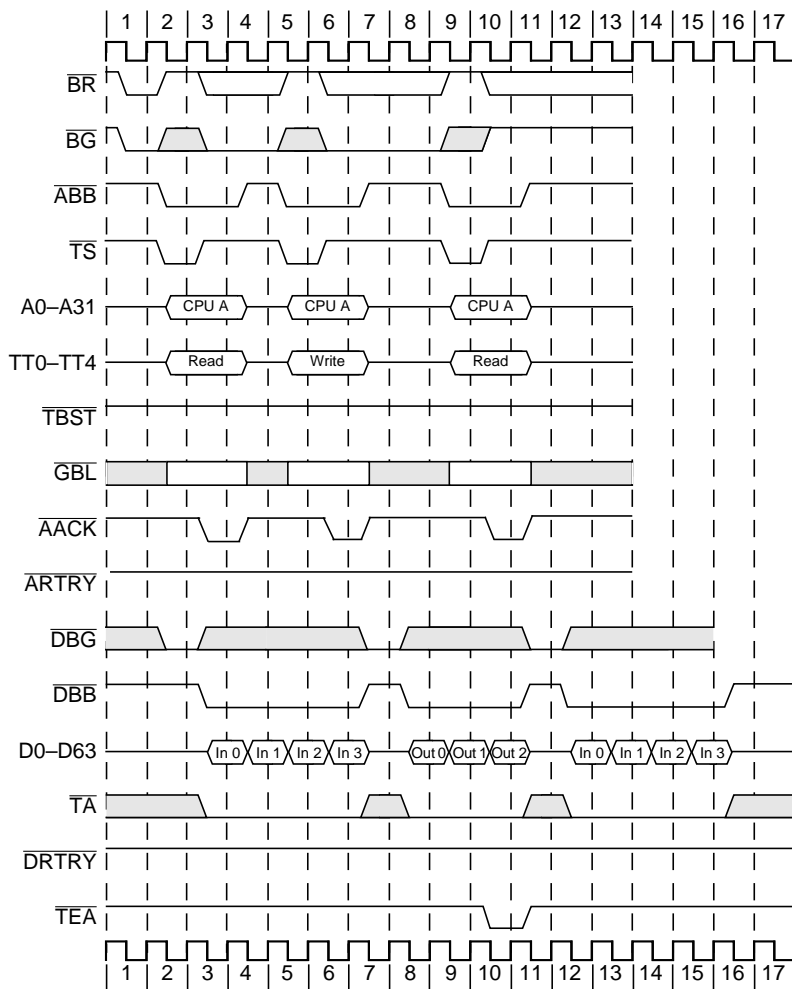 1 2 3 4 5 6 7 8 9 10 11 12 13 14 15 16 17
BR
BG
ABB
TS
A0–A31 CPU A CPU A CPU A
TT0–TT4 Read Write Read
TBST
GBL
AACK
ARTRY
DBG
DBB
D0–D63 In 0 In 1 In 2 In 3 Out 0 Out 1 Out 2 In 0 In 1 In 2 In 3
TA
DRTRY
TEA
1 2 3 4 5 6 7 8 9 10 11 12 13 14 15 16 17